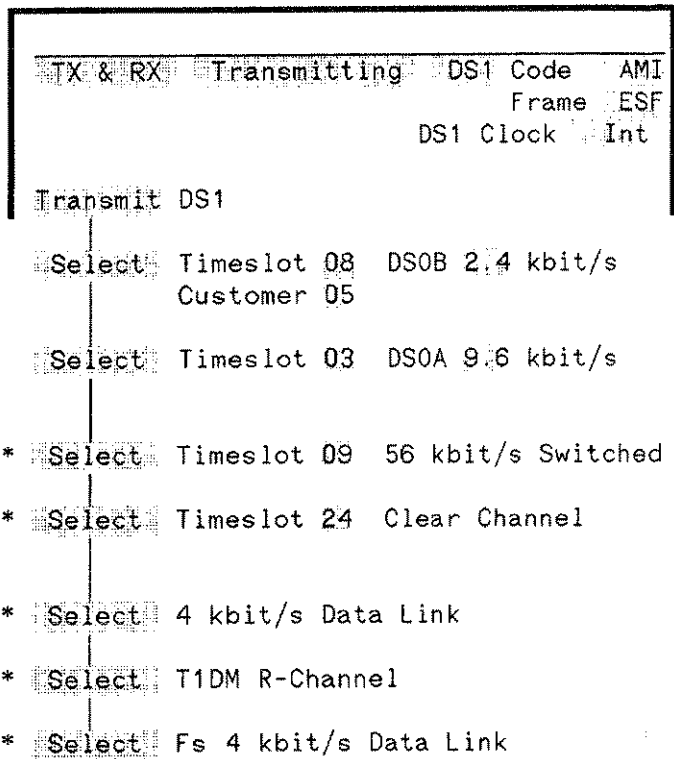 TX & RX Transmitting DS1 Code AMI
Frame ESF
DS1 Clock Int
Transmit DS1
Select Timeslot 08 DS0B 2.4 kbit/s
Customer 05
Select Timeslot 03 DS0A 9.6 kbit/s
* Select Timeslot 09 56 kbit/s Switched
* Select Timeslot 24 Clear Channel
* Select 4 kbit/s Data Link
* Select T1DM R-Channel
* Select Fs 4 kbit/s Data Link